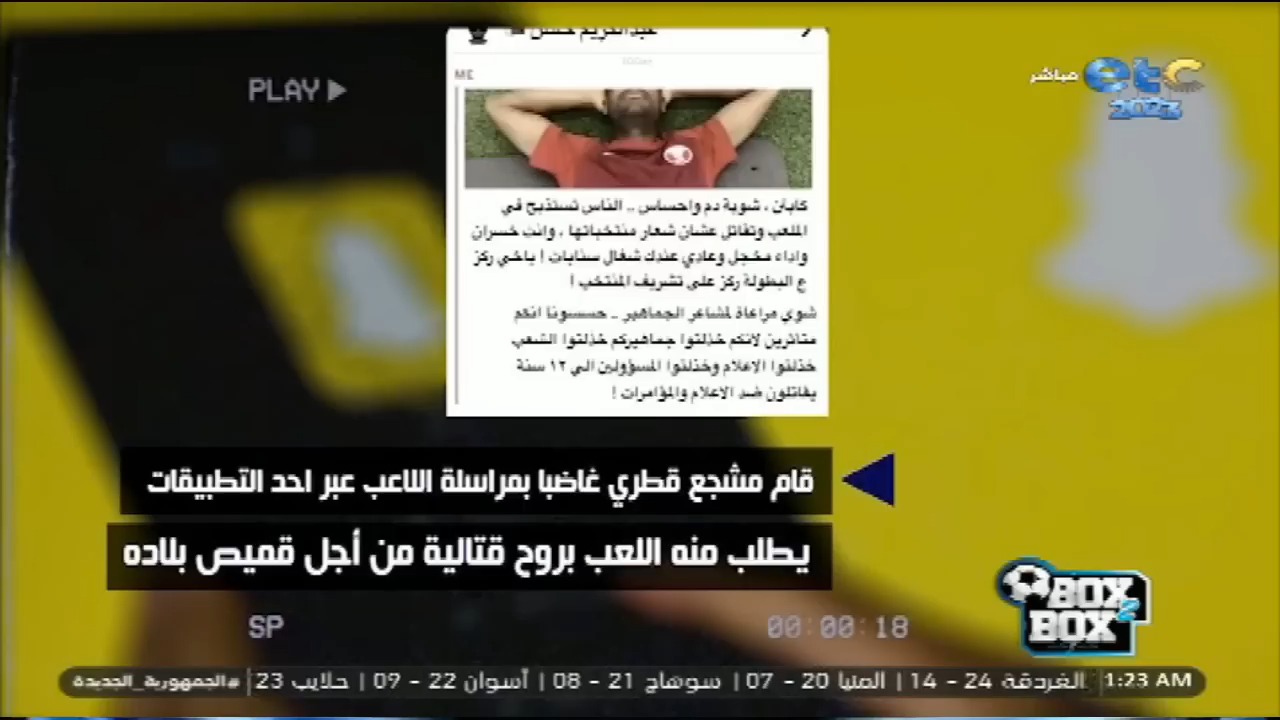 عبدالكريم حسن
ME
كابان ، شوية دم واحساس .. الناس تستذبح في
الملعب وتقاتل عشان شعار منتخباتها ، وانت خسران
واداء مخجل وعادي عندك شغال سنابات ! ياخي ركز
ع البطولة ركز على تشريف المنتخب !
شوي مراعاة لمشاعر الجماهير .. حسسونا انكم
متاثرين لانكم خذلتوا جماهيركم خذلتوا الشعب
خذلتوا الاعلام وخذلتوا المسؤولين الي ١٢ سنة
يقاتلون ضد الاعلام والمؤامرات !
PLAY
مباشر etc
2023
قام مشجع قطري غاضبا بمراسلة اللاعب عبر احد التطبيقات
يطلب منه اللعب بروح قتالية من أجل قميص بلاده
SP
00:00:18
BOX 2
BOX
1:23 AM الغردقة 24 - 14 | المنيا 20 - 07 | سوهاج 21 - 08 | أسوان 22 - 09 | حلايب 23 #الجمهورية_الجديدة